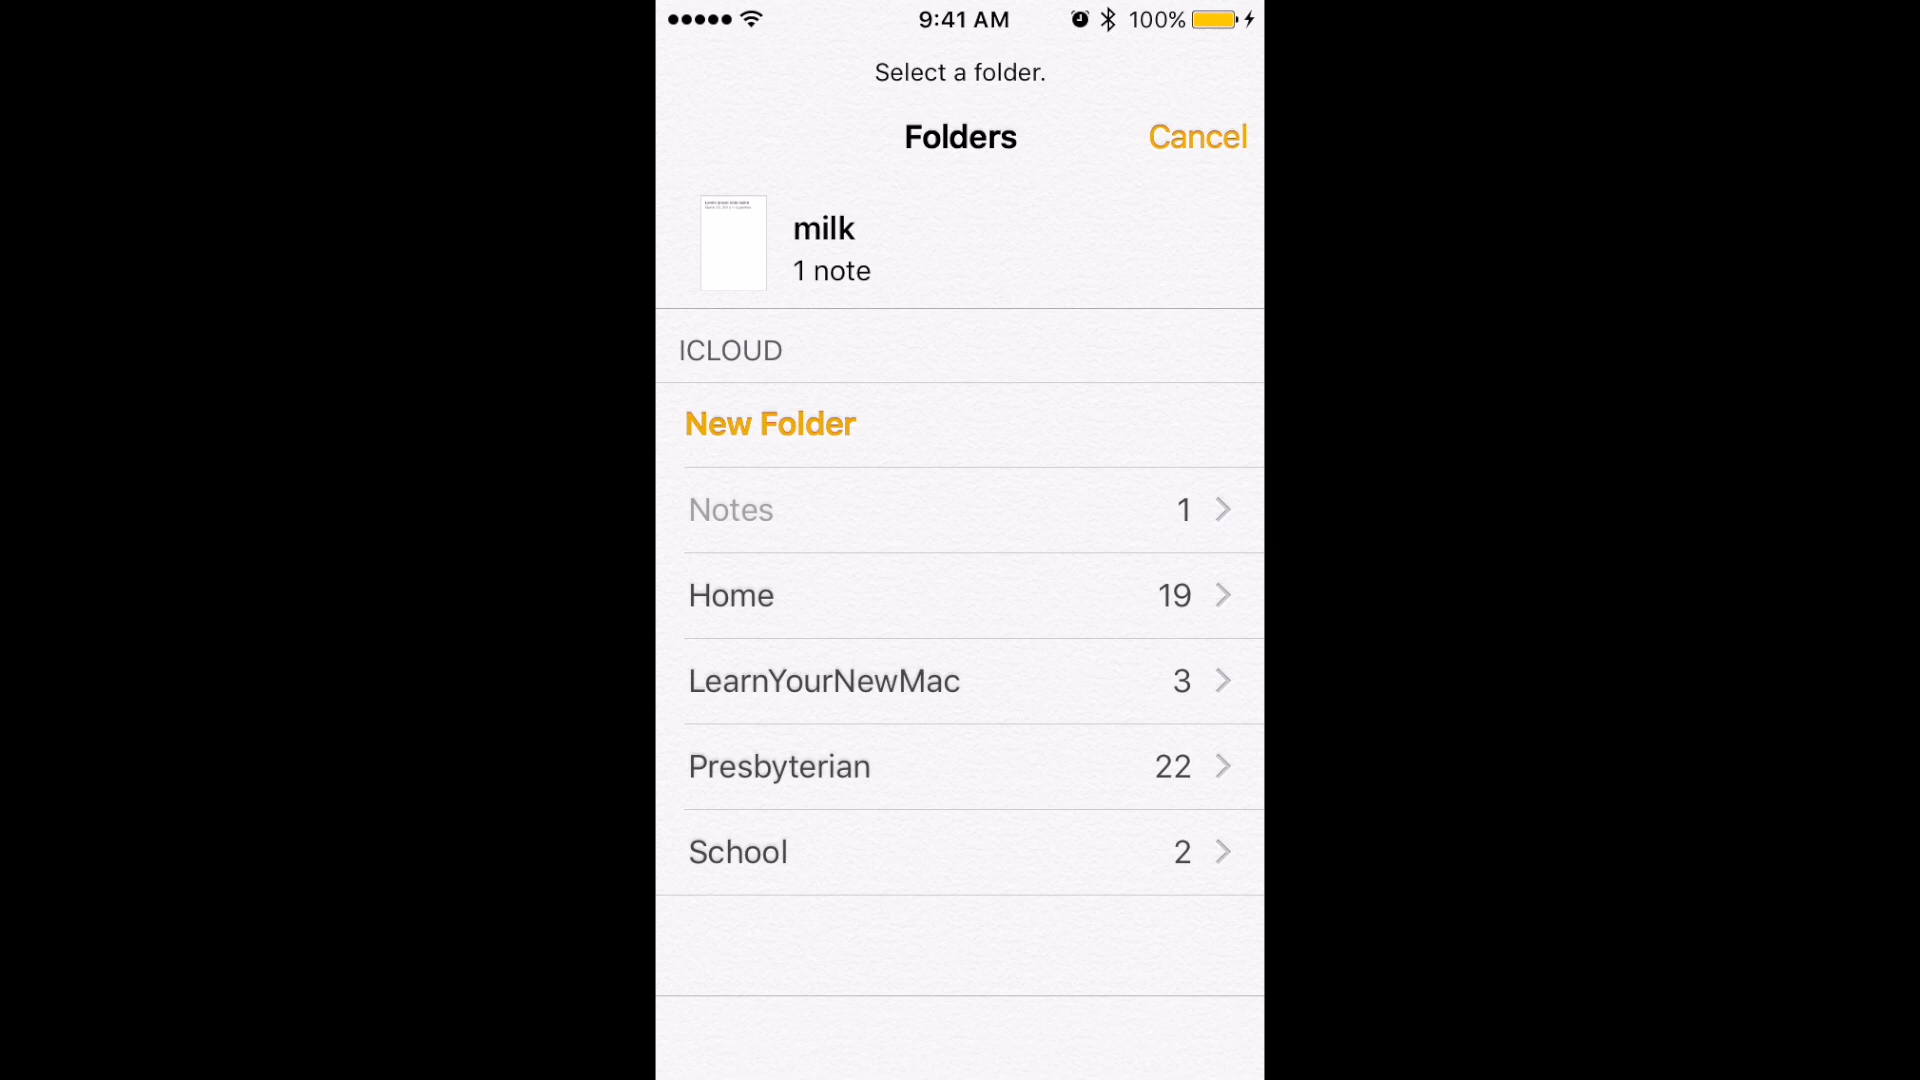 9:41 AM 100%
Select a folder.
Folders Cancel
milk
1 note
ICLOUD
New Folder
Notes 1
Home 19
LearnYourNewMac 3
Presbyterian 22
School 2